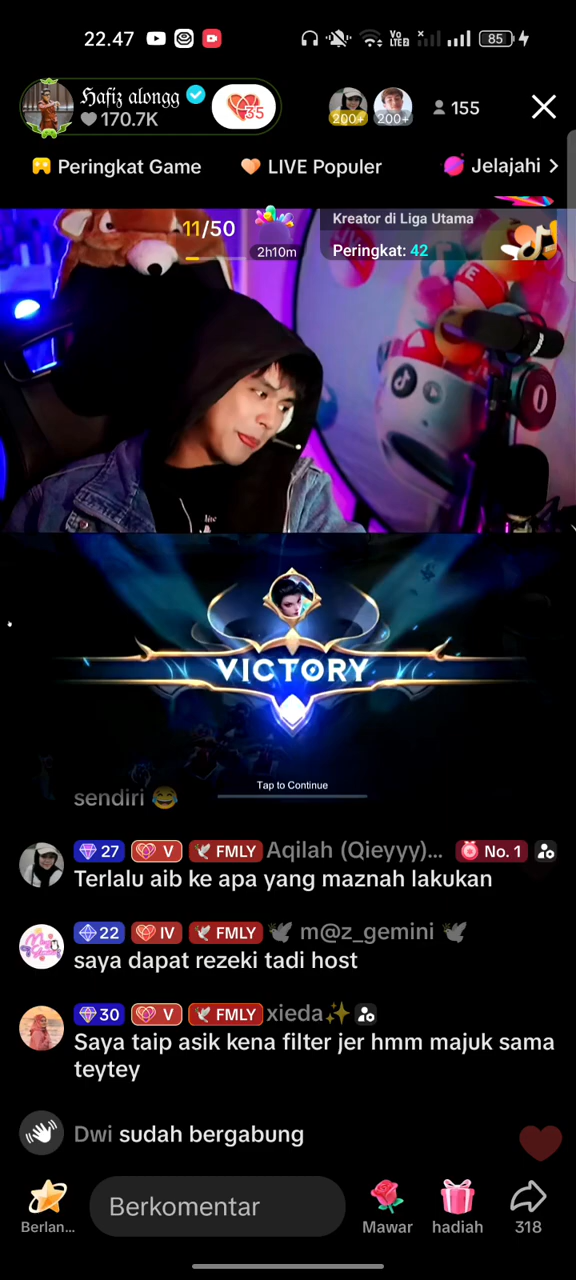 22.47
Vo
LTE 2
85
Hafiz alongg
170.7K
35
200+
200+
155
Peringkat Game
LIVE Populer
Jelajahi >
11/50
2h10m
Kreator di Liga Utama
Peringkat: 42
VICTORY
Tap to Continue
sendiri 😂
27 V FMLY Aqilah (Qieyyy)... No. 1
Terlalu aib ke apa yang maznah lakukan
22 IV FMLY 🕊 m@z_gemini 🕊
saya dapat rezeki tadi host
30 V FMLY xieda✨
Saya taip asik kena filter jer hmm majuk sama
teytey
Dwi sudah bergabung
Berlan...
Berkomentar
Mawar
hadiah
318